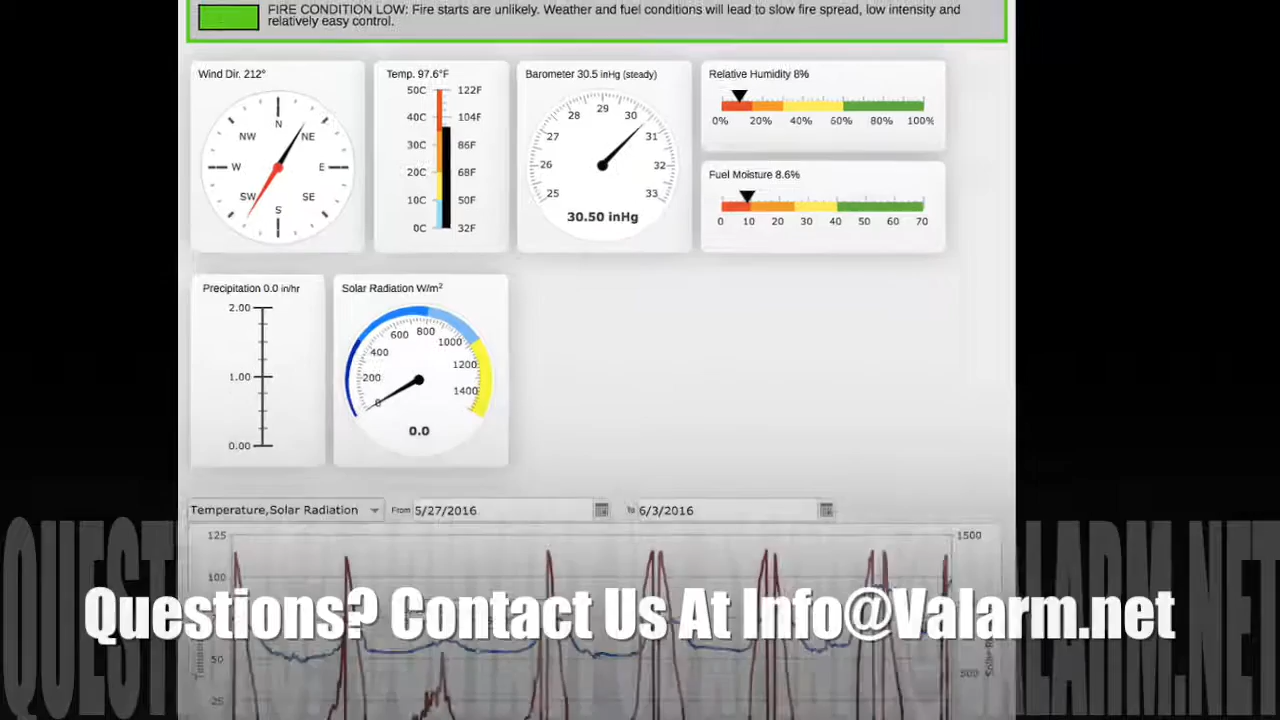 FIRE CONDITION LOW: Fire starts are unlikely. Weather and fuel conditions will lead to slow fire spread, low intensity and
relatively easy control.
Wind Dir. 212°
N
NW NE
W E
SW SE
S
Temp. 97.6°F
50C 122F
40C 104F
30C 86F
20C 68F
10C 50F
0C 32F
Barometer 30.5 inHg (steady)
29
28 30
27 31
26 32
25 33
30.50 inHg
Relative Humidity 8%
0% 20% 40% 60% 80% 100%
Fuel Moisture 8.6%
0 10 20 30 40 50 60 70
Precipitation 0.0 in/hr
2.00
1.00
0.00
Solar Radiation W/m²
600 800
400 1000
200 1200
0 1400
0.0
Temperature,Solar Radiation From 5/27/2016 To 6/3/2016
125 1500
100
Questions? Contact Us At Info@Valarm.net
50 500
25